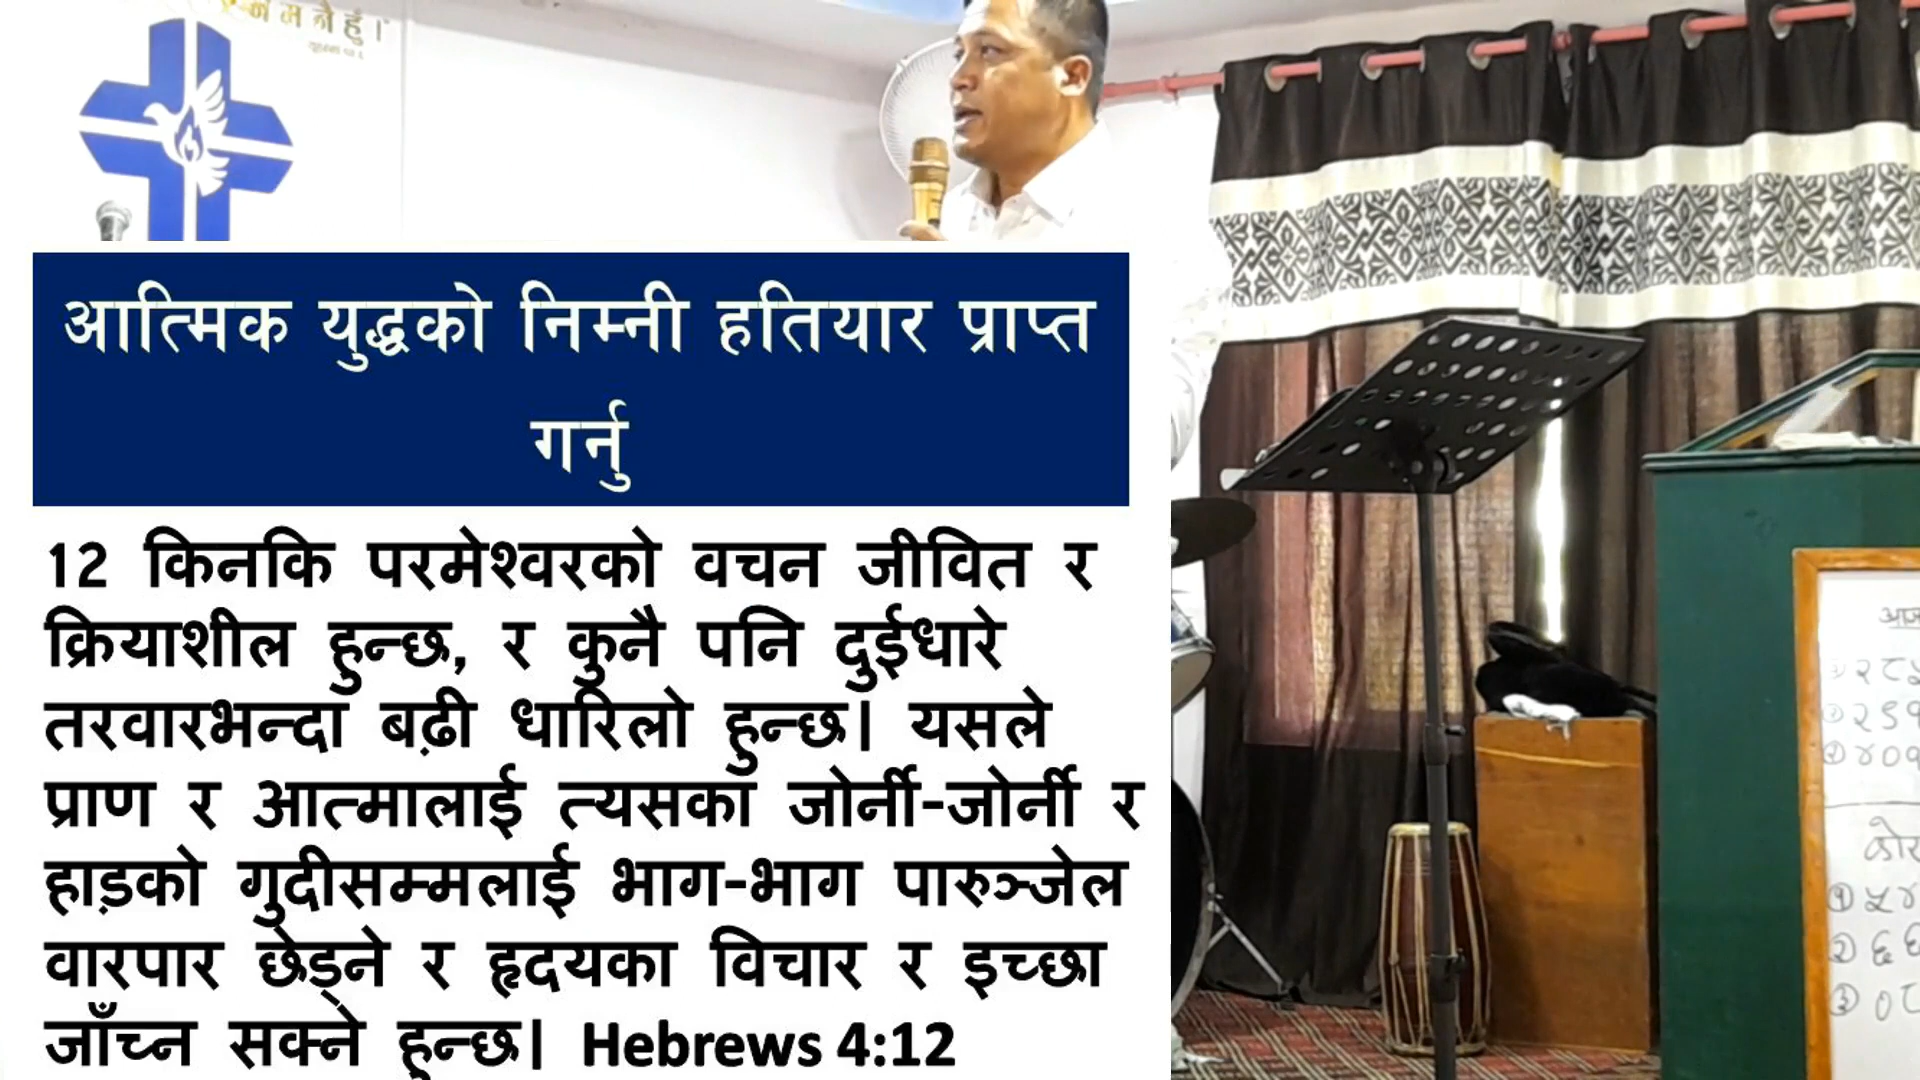 मनै हुँ।
आत्मिक युद्धको निम्नी हतियार प्राप्त
गर्नु
12 किनकि परमेश्वरको वचन जीवित र
क्रियाशील हुन्छ, र कुनै पनि दुईधारे
तरवारभन्दा बढ़ी धारिलो हुन्छ। यसले
प्राण र आत्मालाई त्यसका जोर्नी-जोर्नी र
हाड़को गुदीसम्मलाई भाग-भाग पारुञ्जेल
वारपार छेड्ने र हृदयका विचार र इच्छा
जाँच्न सक्ने हुन्छ। Hebrews 4:12